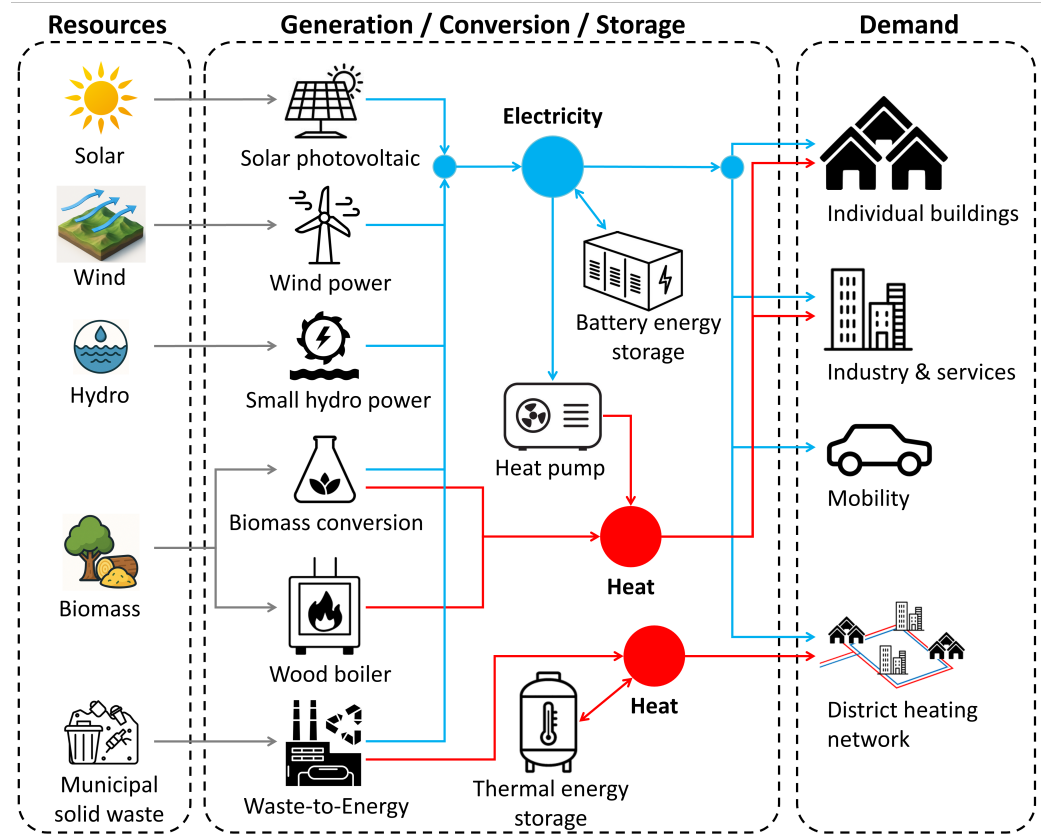 Resources
Generation / Conversion / Storage
Demand
Solar
Solar photovoltaic
Electricity
Individual buildings
Wind
Wind power
Battery energy
storage
Industry & services
Hydro
Small hydro power
Heat pump
Mobility
Biomass conversion
Biomass
Heat
Wood boiler
Heat
District heating
network
Municipal
solid waste
Waste-to-Energy
Thermal energy
storage